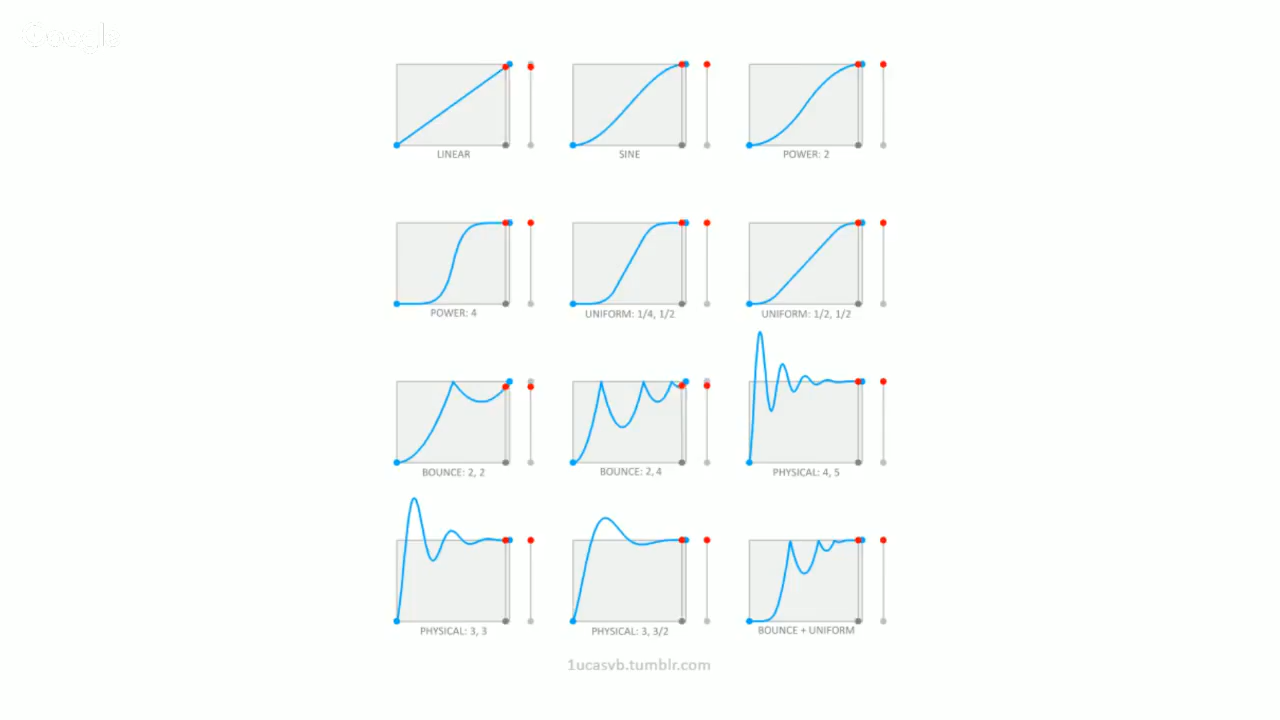 Google
LINEAR
SINE
POWER: 2
POWER: 4
UNIFORM: 1/4, 1/2
UNIFORM: 1/2, 1/2
BOUNCE: 2, 2
BOUNCE: 2, 4
PHYSICAL: 4, 5
PHYSICAL: 3, 3
PHYSICAL: 3, 3/2
BOUNCE + UNIFORM
1ucasvb.tumblr.com